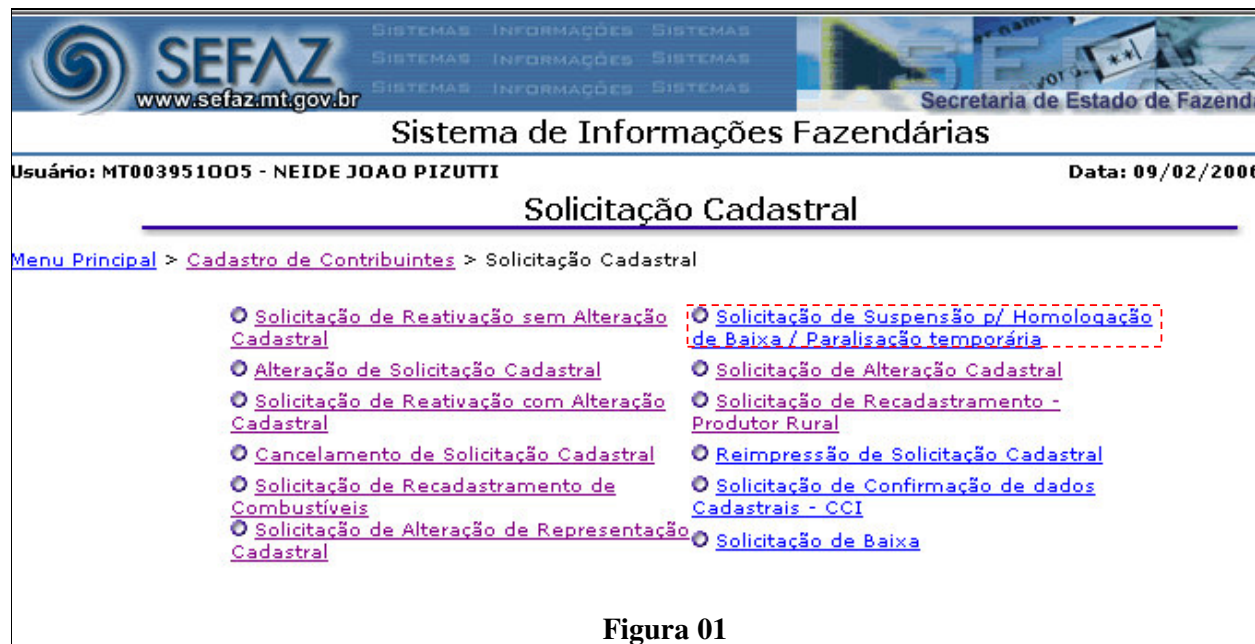 SEFAZ
www.sefaz.mt.gov.br
SISTEMAS INFORMAÇÕES SISTEMAS
SISTEMAS INFORMAÇÕES SISTEMAS
SISTEMAS INFORMAÇÕES SISTEMAS
SEFAZ
Secretaria de Estado de Fazend
Sistema de Informações Fazendárias
Usuário: MT003951OO5 - NEIDE JOAO PIZUTTI
Data: 09/02/2006
Solicitação Cadastral
Menu Principal > Cadastro de Contribuintes > Solicitação Cadastral
Solicitação de Reativação sem Alteração
Cadastral
Alteração de Solicitação Cadastral
Solicitação de Reativação com Alteração
Cadastral
Cancelamento de Solicitação Cadastral
Solicitação de Recadastramento de
Combustíveis
Solicitação de Alteração de Representação
Cadastral
Solicitação de Suspensão p/ Homologação
de Baixa / Paralisação temporária
Solicitação de Alteração Cadastral
Solicitação de Recadastramento -
Produtor Rural
Reimpressão de Solicitação Cadastral
Solicitação de Confirmação de dados
Cadastrais - CCI
Solicitação de Baixa
Figura 01